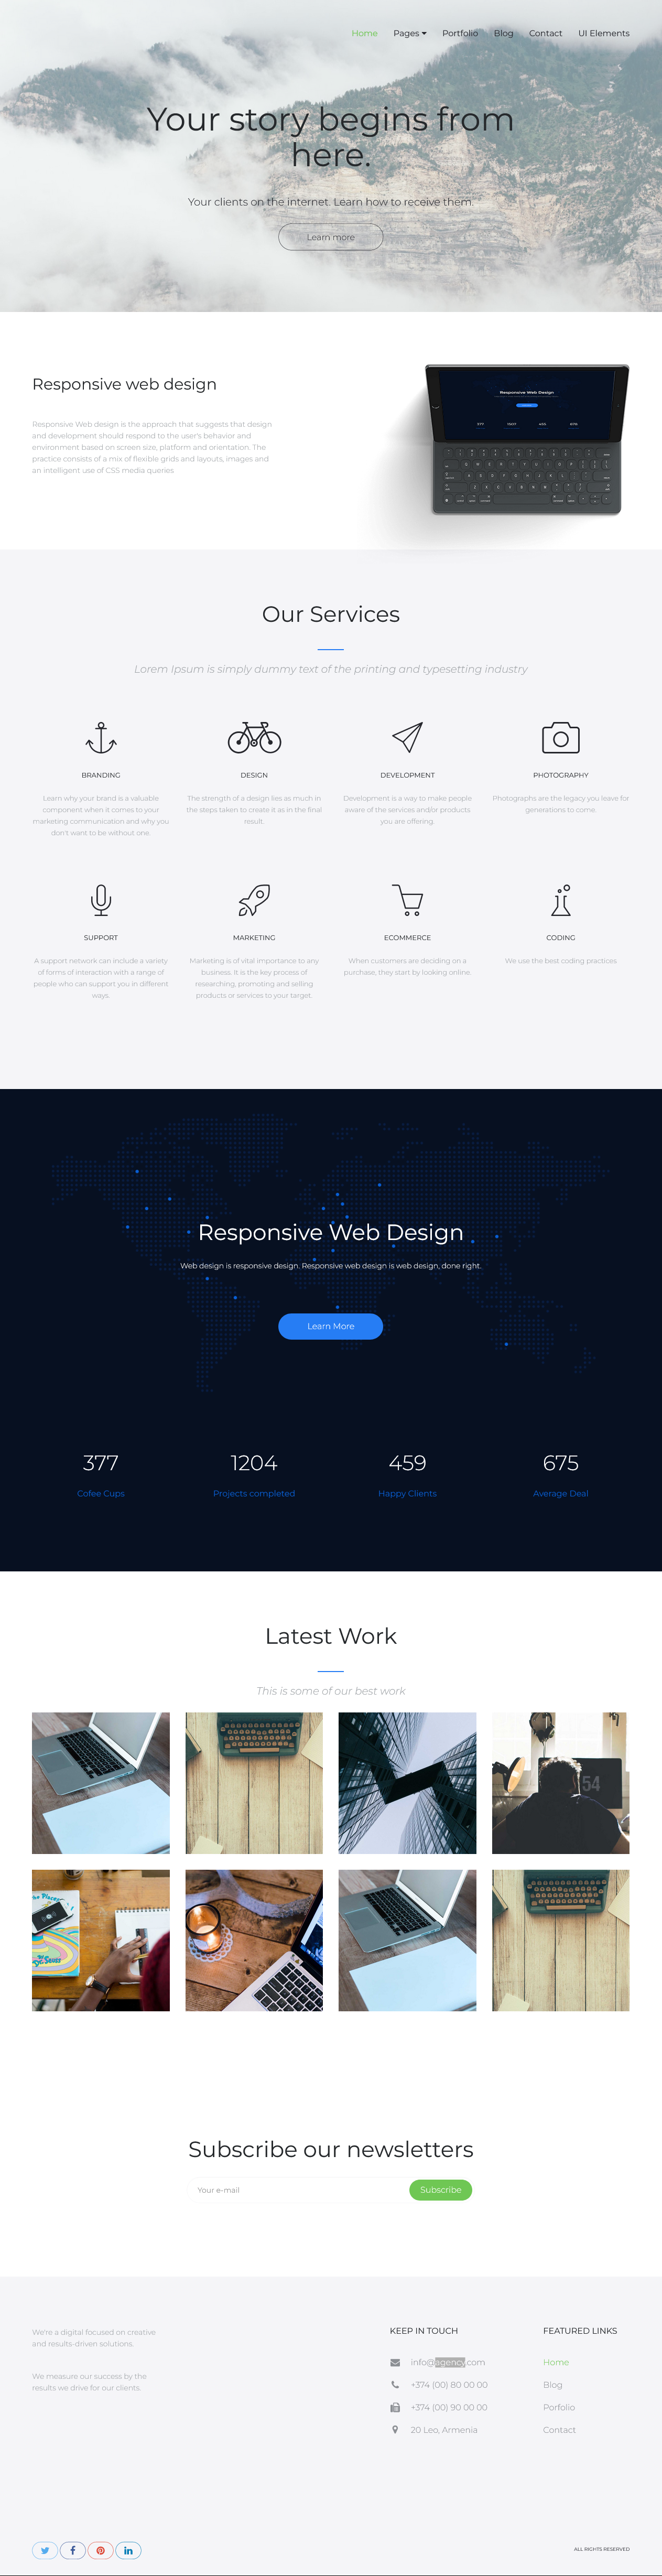 Home Pages Portfolio Blog Contact UI Elements
Your story begins from
here.
Your clients on the internet. Learn how to receive them.
Learn more
Responsive web design
Responsive Web design is the approach that suggests that design
and development should respond to the user's behavior and
environment based on screen size, platform and orientation. The
practice consists of a mix of flexible grids and layouts, images and
an intelligent use of CSS media queries
Responsive Web Design
377 1207 455 676
Our Services
Lorem Ipsum is simply dummy text of the printing and typesetting industry
BRANDING
Learn why your brand is a valuable
component when it comes to your
marketing communication and why you
don't want to be without one.
DESIGN
The strength of a design lies as much in
the steps taken to create it as in the final
result.
DEVELOPMENT
Development is a way to make people
aware of the services and/or products
you are offering.
PHOTOGRAPHY
Photographs are the legacy you leave for
generations to come.
SUPPORT
A support network can include a variety
of forms of interaction with a range of
people who can support you in different
ways.
MARKETING
Marketing is of vital importance to any
business. It is the key process of
researching, promoting and selling
products or services to your target.
ECOMMERCE
When customers are deciding on a
purchase, they start by looking online.
CODING
We use the best coding practices
Responsive Web Design
Web design is responsive design. Responsive web design is web design, done right.
Learn More
377
Cofee Cups
1204
Projects completed
459
Happy Clients
675
Average Deal
Latest Work
This is some of our best work
54
Subscribe our newsletters
Your e-mail
Subscribe
We're a digital focused on creative
and results-driven solutions.
We measure our success by the
results we drive for our clients.
KEEP IN TOUCH
info@agency.com
+374 (00) 80 00 00
+374 (00) 90 00 00
20 Leo, Armenia
FEATURED LINKS
Home
Blog
Porfolio
Contact
ALL RIGHTS RESERVED